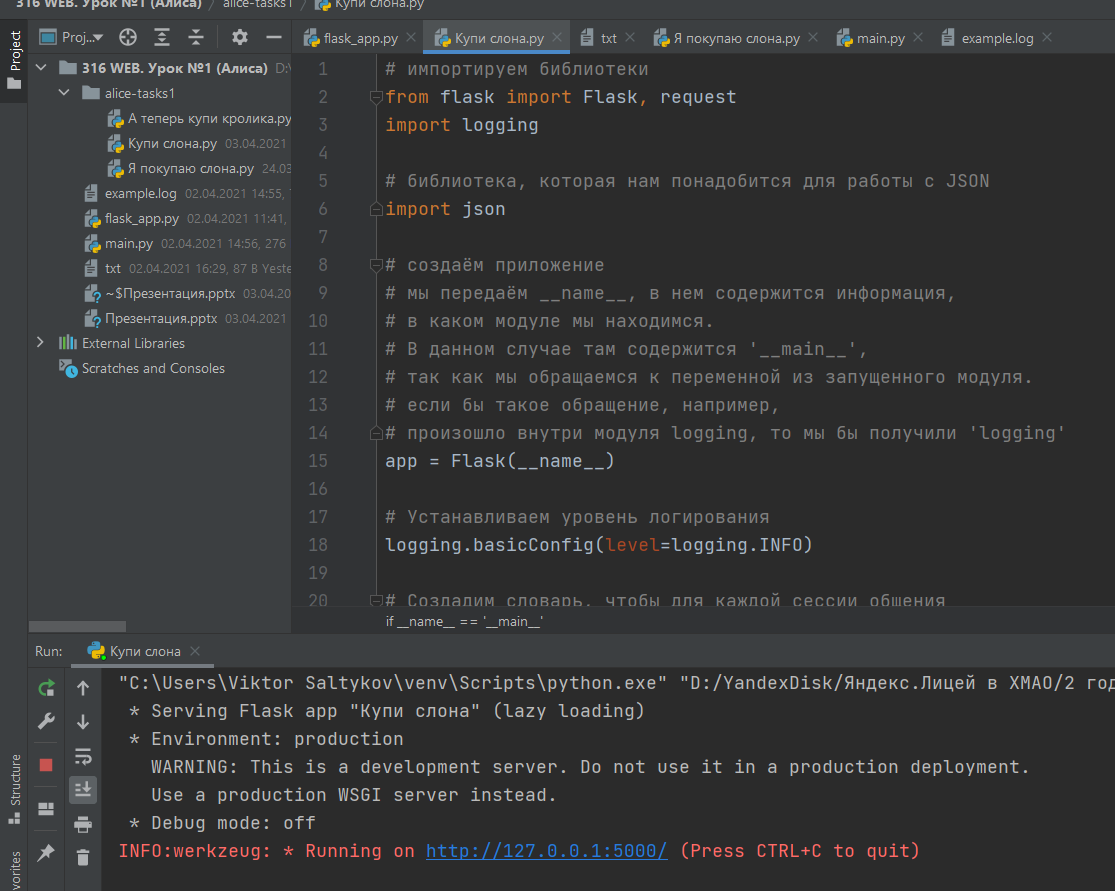 316 WEB. Урок №1 (Алиса) / alice-tasks1 / Купи слона.py
Project
Proj...
flask_app.py
Купи слона.py
txt
Я покупаю слона.py
main.py
example.log
316 WEB. Урок №1 (Алиса) D:\
alice-tasks1
А теперь купи кролика.py
Купи слона.py 03.04.2021
Я покупаю слона.py 24.03
example.log 02.04.2021 14:55,
flask_app.py 02.04.2021 11:41,
main.py 02.04.2021 14:56, 276
txt 02.04.2021 16:29, 87 B Yeste
~$Презентация.pptx 03.04.20
Презентация.pptx 03.04.2021
External Libraries
Scratches and Consoles
1 # импортируем библиотеки
2 from flask import Flask, request
3 import logging
4
5 # библиотека, которая нам понадобится для работы с JSON
6 import json
7
8 # создаём приложение
9 # мы передаём __name__, в нем содержится информация,
10 # в каком модуле мы находимся.
11 # В данном случае там содержится '__main__',
12 # так как мы обращаемся к переменной из запущенного модуля.
13 # если бы такое обращение, например,
14 # произошло внутри модуля logging, то мы бы получили 'logging'
15 app = Flask(__name__)
16
17 # Устанавливаем уровень логирования
18 logging.basicConfig(level=logging.INFO)
19
20 # Создадим словарь, чтобы для каждой сессии общения
if __name__ == '__main__'
Run: Купи слона
"C:\Users\Viktor Saltykov\venv\Scripts\python.exe" "D:/YandexDisk/Яндекс.Лицей в ХМАО/2 год
* Serving Flask app "Купи слона" (lazy loading)
* Environment: production
WARNING: This is a development server. Do not use it in a production deployment.
Use a production WSGI server instead.
* Debug mode: off
INFO:werkzeug: * Running on http://127.0.0.1:5000/ (Press CTRL+C to quit)
Structure
vorites